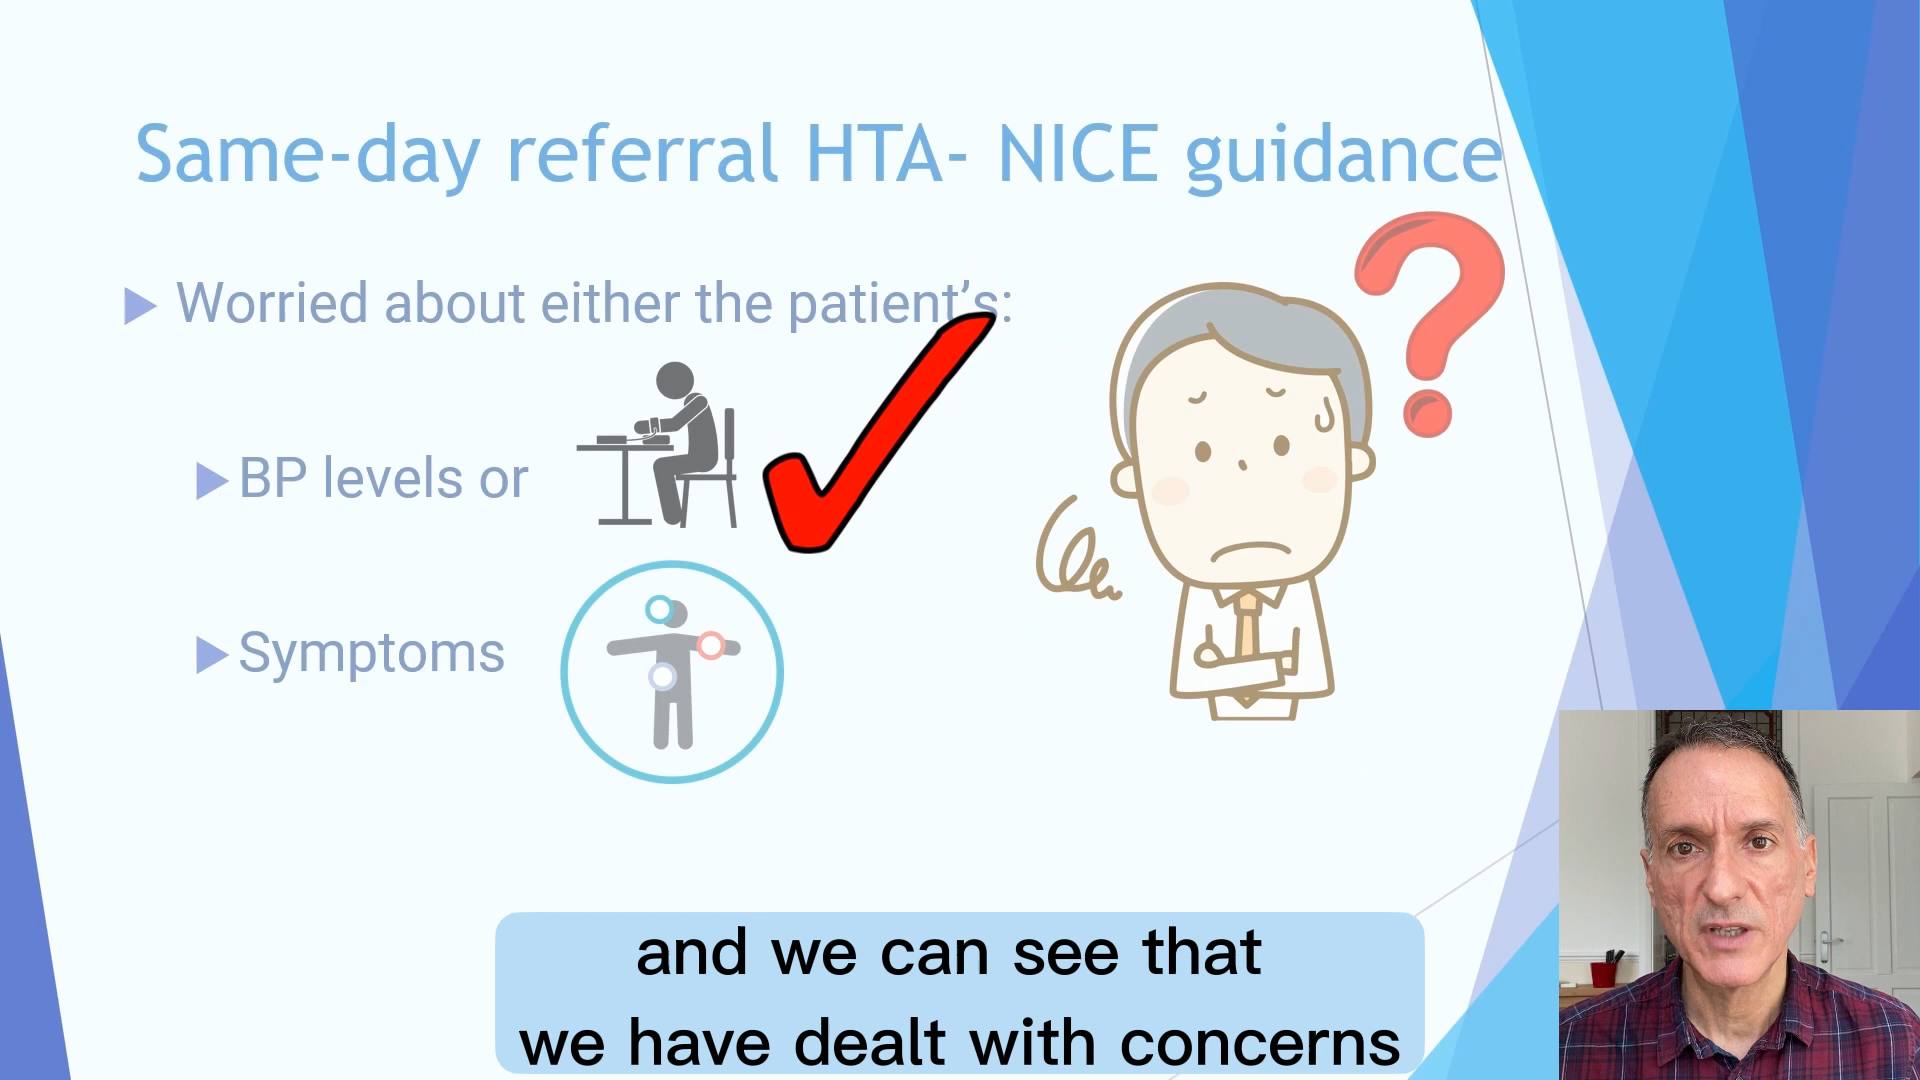 Same-day referral HTA- NICE guidance
Worried about either the patient's:
BP levels or
Symptoms
and we can see that
we have dealt with concerns